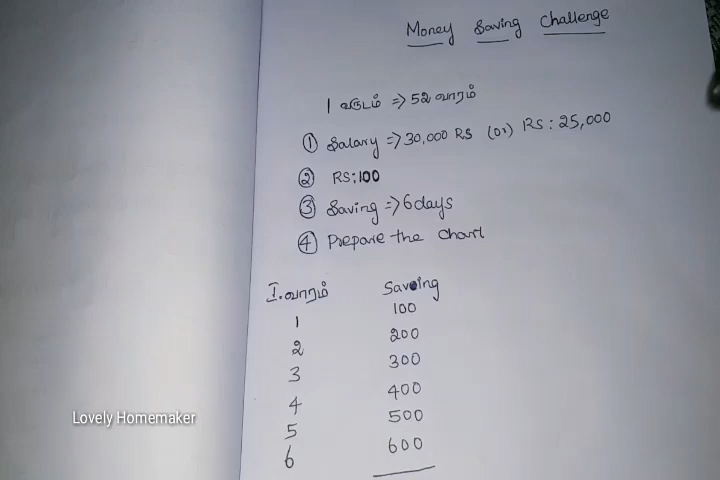 Money Saving Challenge
1 வருடம் => 52 வாரம்
① Salary => 30,000 RS (or) RS: 25,000
② RS:100
③ Saving => 6 days
④ Prepare the Chart
I. வாரம் Saving
1 100
2 200
3 300
4 400
5 500
6 600
Lovely Homemaker